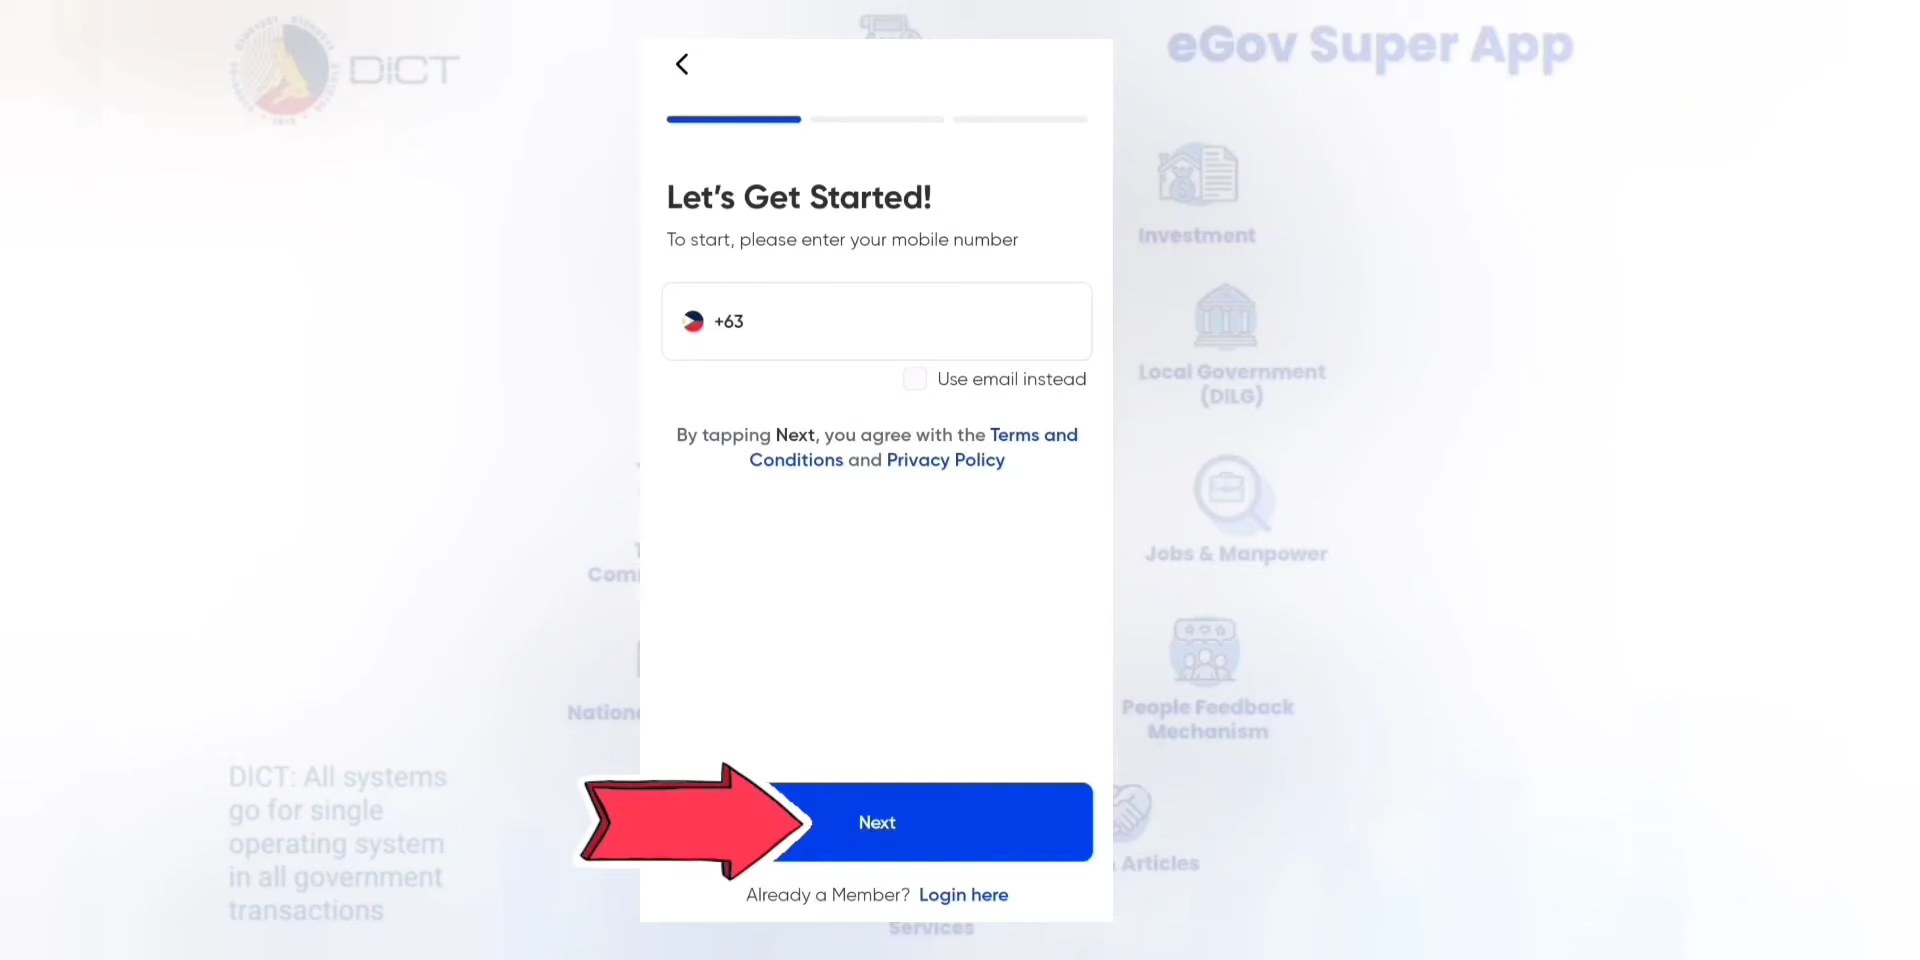 DICT
eGov Super App
Let's Get Started!
To start, please enter your mobile number
+63
Use email instead
By tapping Next, you agree with the Terms and
Conditions and Privacy Policy
Investment
Local Government
(DILG)
Jobs & Manpower
People Feedback
Mechanism
DICT: All systems
go for single
operating system
in all government
transactions
Next
Articles
Already a Member? Login here
Services